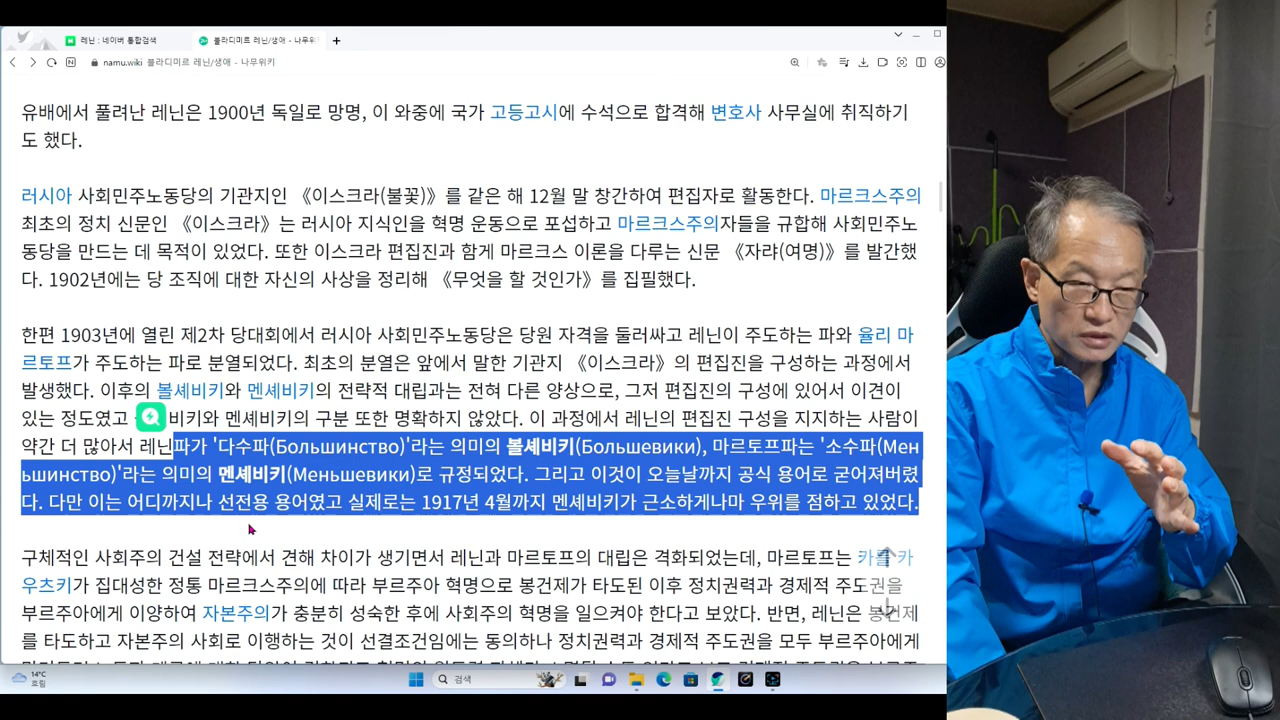 레닌 : 네이버 통합검색
블라디미르 레닌/생애 - 나무위키
namu.wiki 블라디미르 레닌/생애 - 나무위키
유배에서 풀려난 레닌은 1900년 독일로 망명, 이 와중에 국가 고등고시에 수석으로 합격해 변호사 사무실에 취직하기
도 했다.
러시아 사회민주노동당의 기관지인 《이스크라(불꽃)》를 같은 해 12월 말 창간하여 편집자로 활동한다. 마르크스주의
최초의 정치 신문인 《이스크라》는 러시아 지식인을 혁명 운동으로 포섭하고 마르크스주의자들을 규합해 사회민주노
동당을 만드는 데 목적이 있었다. 또한 이스크라 편집진과 함께 마르크스 이론을 다루는 신문 《자랴(여명)》를 발간했
다. 1902년에는 당 조직에 대한 자신의 사상을 정리해 《무엇을 할 것인가》를 집필했다.
한편 1903년에 열린 제2차 당대회에서 러시아 사회민주노동당은 당원 자격을 둘러싸고 레닌이 주도하는 파와 율리 마
르토프가 주도하는 파로 분열되었다. 최초의 분열은 앞에서 말한 기관지 《이스크라》의 편집진을 구성하는 과정에서
발생했다. 이후의 볼셰비키와 멘셰비키의 전략적 대립과는 전혀 다른 양상으로, 그저 편집진의 구성에 있어서 이견이
있는 정도였고 비키와 멘셰비키의 구분 또한 명확하지 않았다. 이 과정에서 레닌의 편집진 구성을 지지하는 사람이
약간 더 많아서 레닌파가 '다수파(Большинство)'라는 의미의 볼셰비키(Большевики), 마르토프파는 '소수파(Мен
ьшинство)'라는 의미의 멘셰비키(Меньшевики)로 규정되었다. 그리고 이것이 오늘날까지 공식 용어로 굳어져버렸
다. 다만 이는 어디까지나 선전용 용어였고 실제로는 1917년 4월까지 멘셰비키가 근소하게나마 우위를 점하고 있었다.
구체적인 사회주의 건설 전략에서 견해 차이가 생기면서 레닌과 마르토프의 대립은 격화되었는데, 마르토프는 카를 카
우츠키가 집대성한 정통 마르크스주의에 따라 부르주아 혁명으로 봉건제가 타도된 이후 정치권력과 경제적 주도권을
부르주아에게 이양하여 자본주의가 충분히 성숙한 후에 사회주의 혁명을 일으켜야 한다고 보았다. 반면, 레닌은 봉건제
를 타도하고 자본주의 사회로 이행하는 것이 선결조건임에는 동의하나 정치권력과 경제적 주도권을 모두 부르주아에게
14°C
흐림
검색